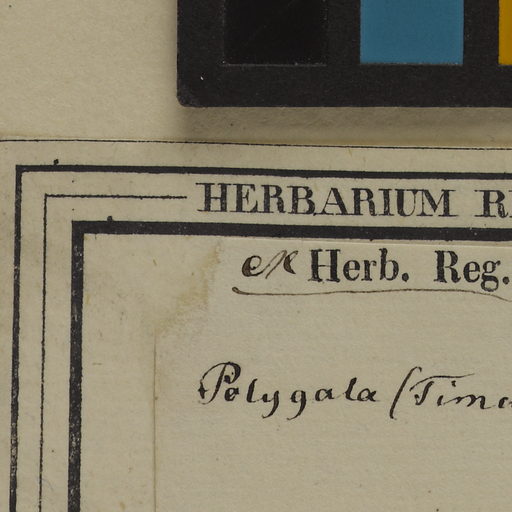 HERBARIUM
ex Herb. Reg.
Polygala